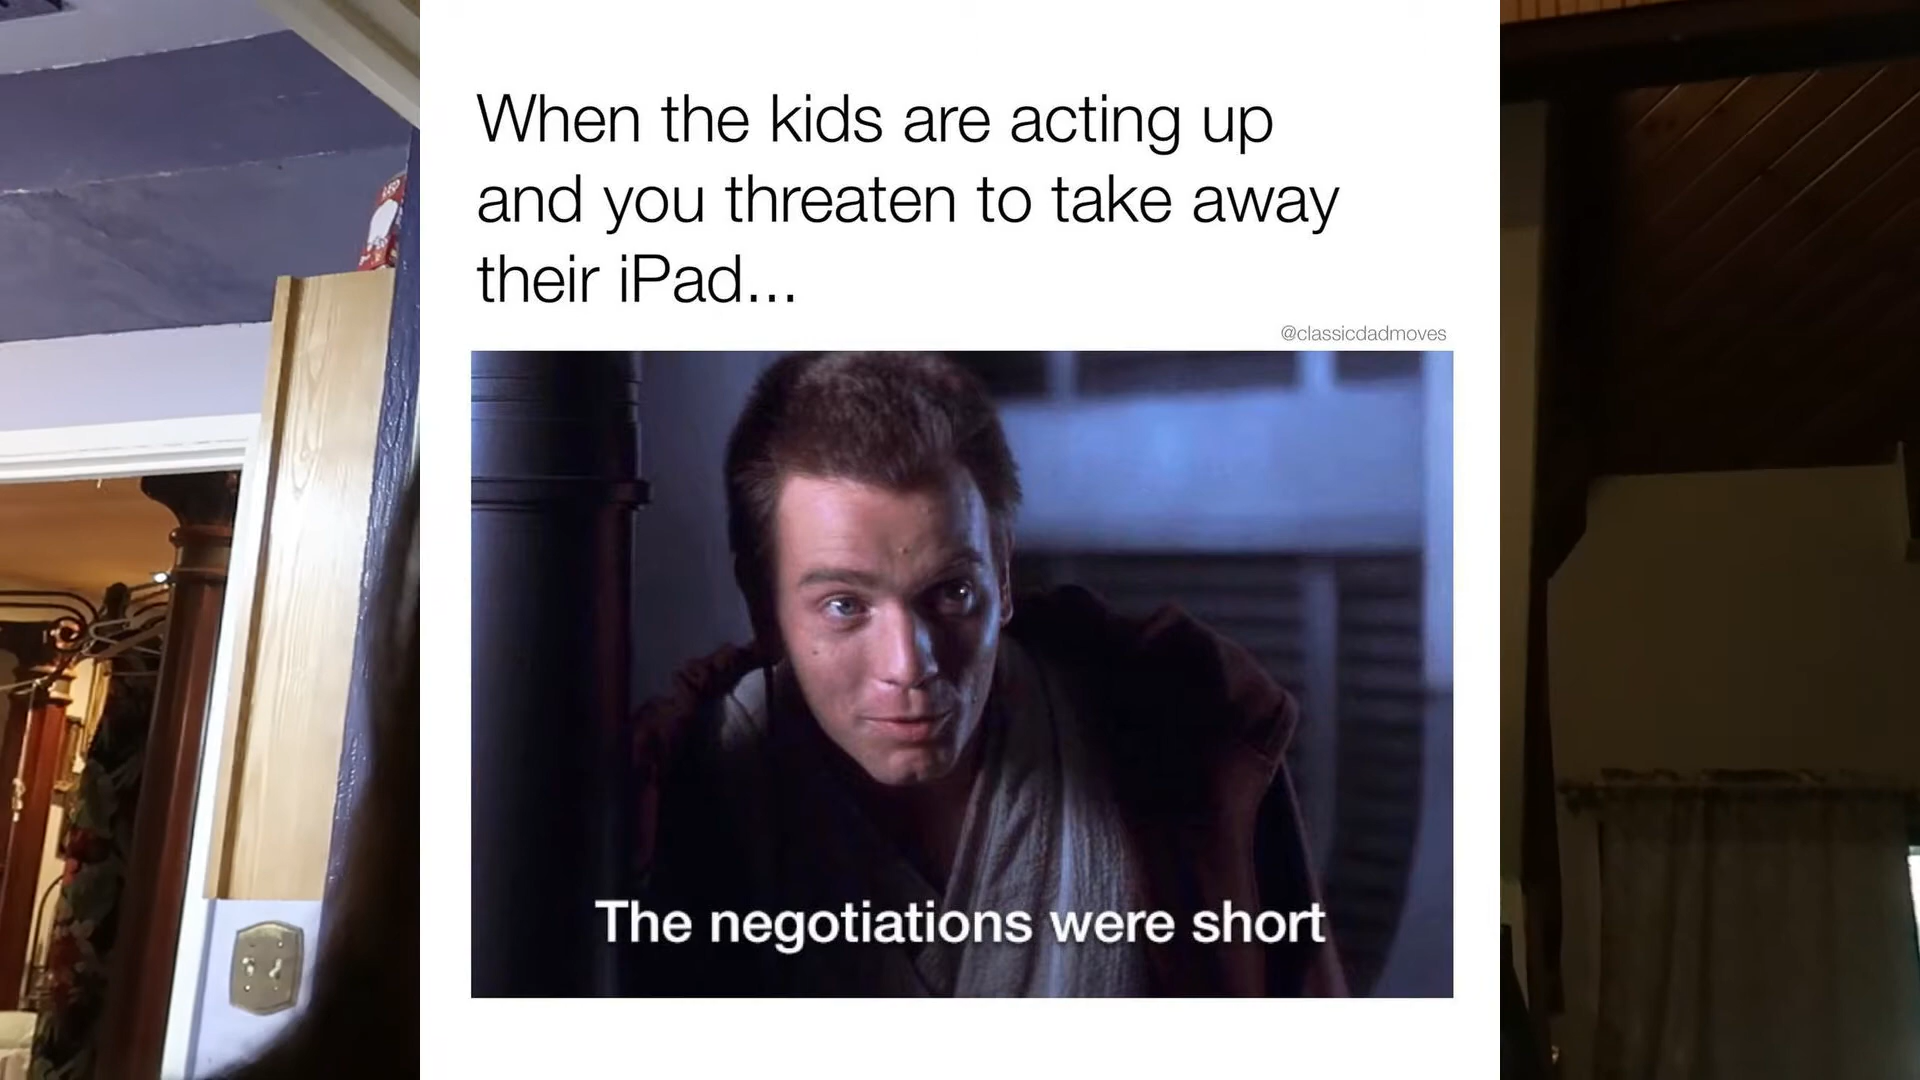 When the kids are acting up
and you threaten to take away
their iPad...
@classicdadmoves
The negotiations were short